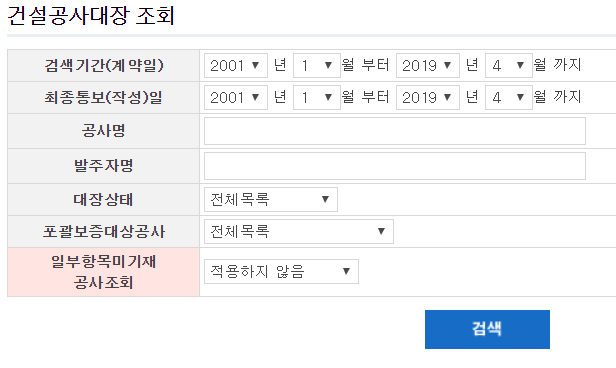 건설공사대장 조회
검색기간(계약일) 2001 ▼ 년 1 ▼ 월 부터 2019 ▼ 년 4 ▼ 월 까지
최종통보(작성)일 2001 ▼ 년 1 ▼ 월 부터 2019 ▼ 년 4 ▼ 월 까지
공사명
발주자명
대장상태 전체목록 ▼
포괄보증대상공사 전체목록 ▼
일부항목미기재
공사조회 적용하지 않음 ▼
검색